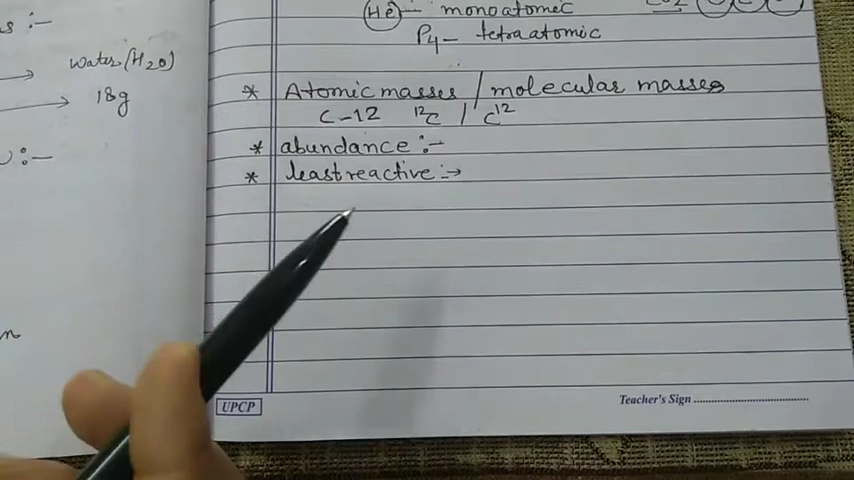 s :-
water (H2O)
→
→ 18g
:-
n
He - monoatomic
P4 - tetraatomic
* Atomic masses / molecular masses
C-12 ¹²C / C¹²
* abundance :-
* least reactive :→
UPCP
Teacher's Sign ..............................